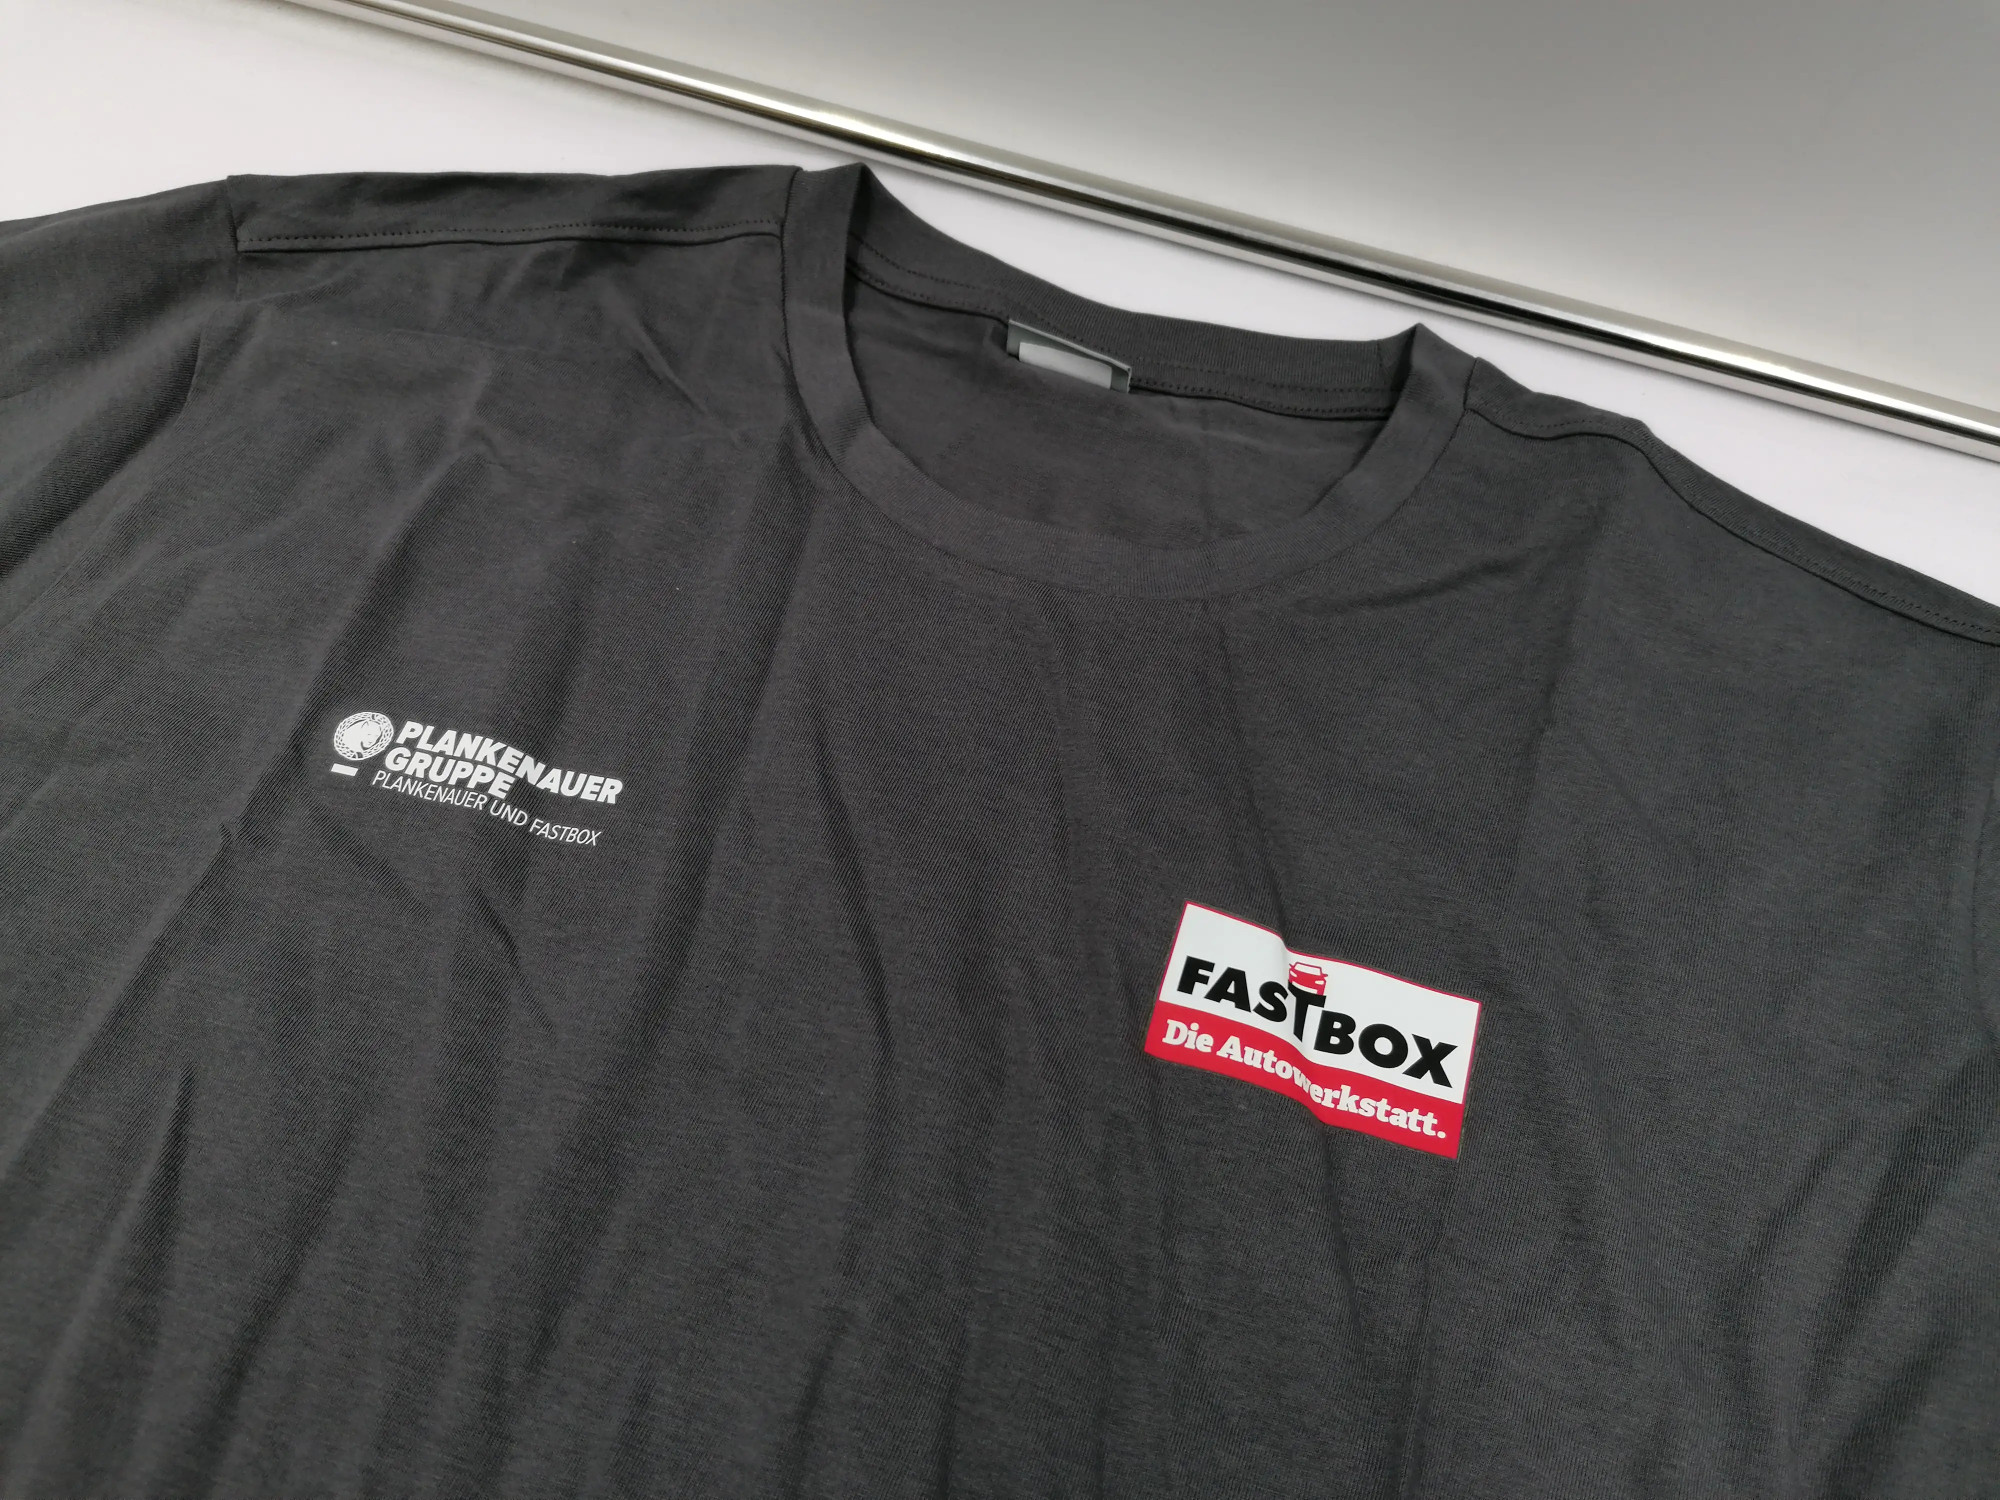 PLANKENAUER
GRUPPE
PLANKENAUER UND FASTBOX
FASTBOX
Die Autowerkstatt.